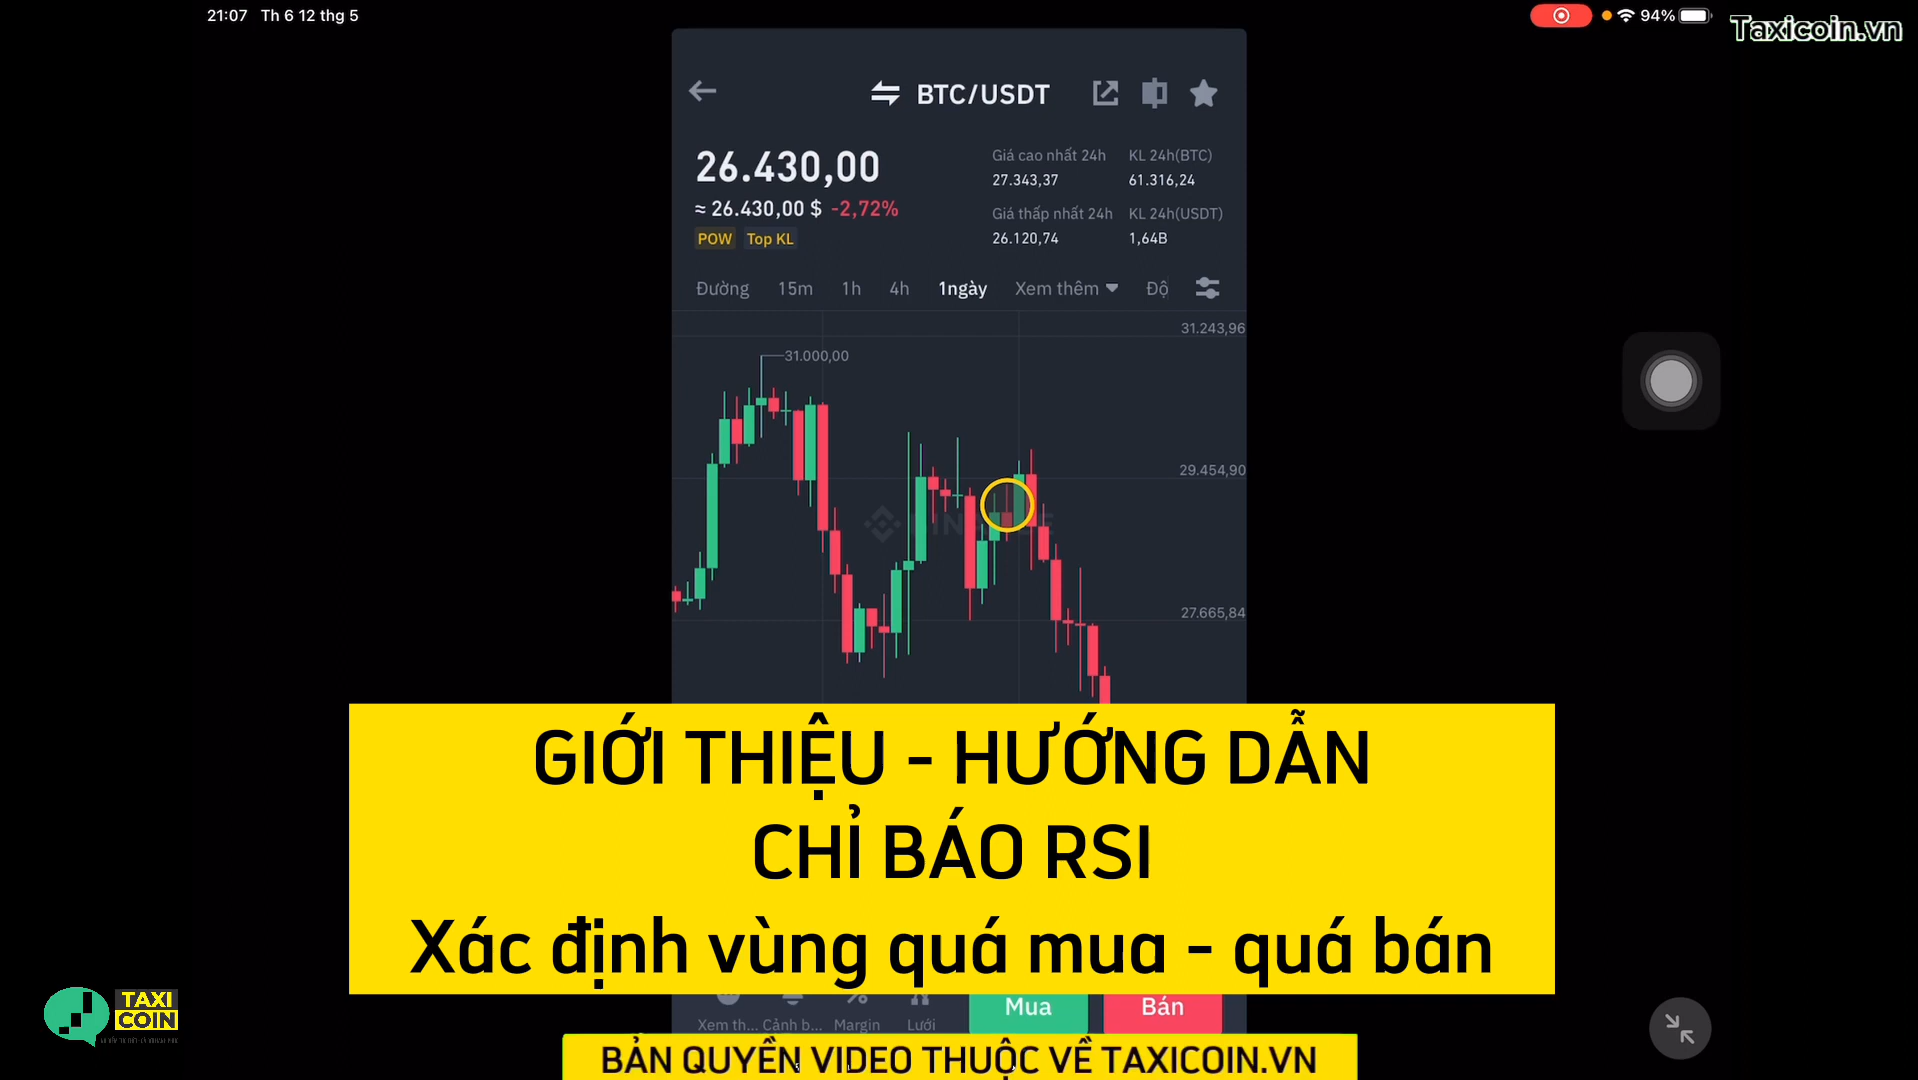 21:07 Th 6 12 thg 5
94%
Taxicoin.vn
BTC/USDT
26.430,00
≈ 26.430,00 $ -2,72%
POW Top KL
Giá cao nhất 24h
27.343,37
KL 24h(BTC)
61.316,24
Giá thấp nhất 24h
26.120,74
KL 24h(USDT)
1,64B
Đường 15m 1h 4h 1ngày Xem thêm Độ
31.243,96
31.000,00
29.454,90
27.665,84
GIỚI THIỆU - HƯỚNG DẪN
CHỈ BÁO RSI
Xác định vùng quá mua - quá bán
Xem th... Cảnh b... Margin Lưới
Mua Bán
TAXI
COIN
BẢN QUYỀN VIDEO THUỘC VỀ TAXICOIN.VN